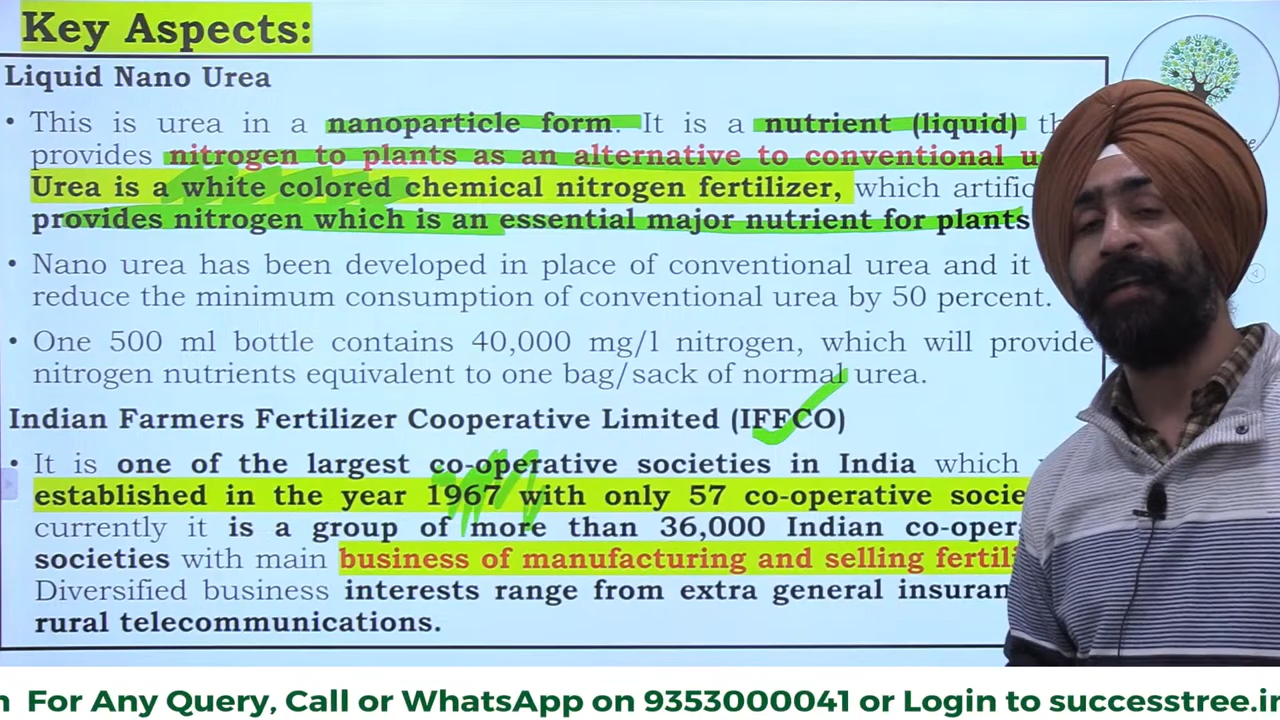 Key Aspects:
Liquid Nano Urea
• This is urea in a nanoparticle form. It is a nutrient (liquid)
provides nitrogen to plants as an alternative to conventional
Urea is a white colored chemical nitrogen fertilizer, which
provides nitrogen which is an essential major nutrient for plants
• Nano urea has been developed in place of conventional urea and it
reduce the minimum consumption of conventional urea by 50 percent.
• One 500 ml bottle contains 40,000 mg/l nitrogen, which will provide
nitrogen nutrients equivalent to one bag/sack of normal urea.
Indian Farmers Fertilizer Cooperative Limited (IFFCO)
• It is one of the largest co-operative societies in India which
established in the year 1967 with only 57 co-operative
currently it is a group of more than 36,000 Indian
societies with main business of manufacturing and selling
Diversified business interests range from extra general
rural telecommunications.
For Any Query, Call or WhatsApp on 9353000041 or Login to successtree.in